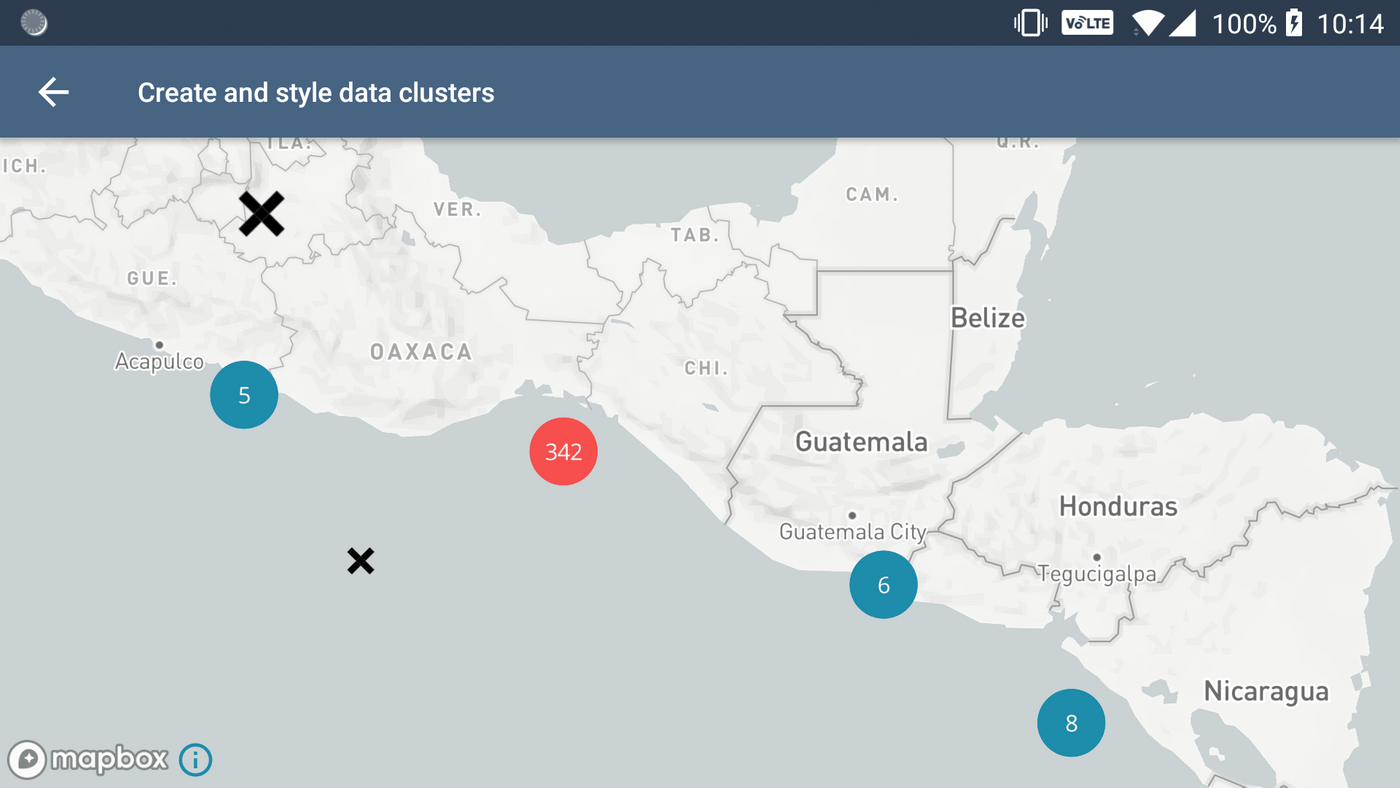 VoLTE 100% 10:14
Create and style data clusters
TLA.
Q.R.
ICH.
CAM.
VER.
TAB.
GUE.
Belize
Acapulco
OAXACA
CHI.
5
342
Guatemala
Honduras
Guatemala City
Tegucigalpa
6
Nicaragua
8
mapbox i